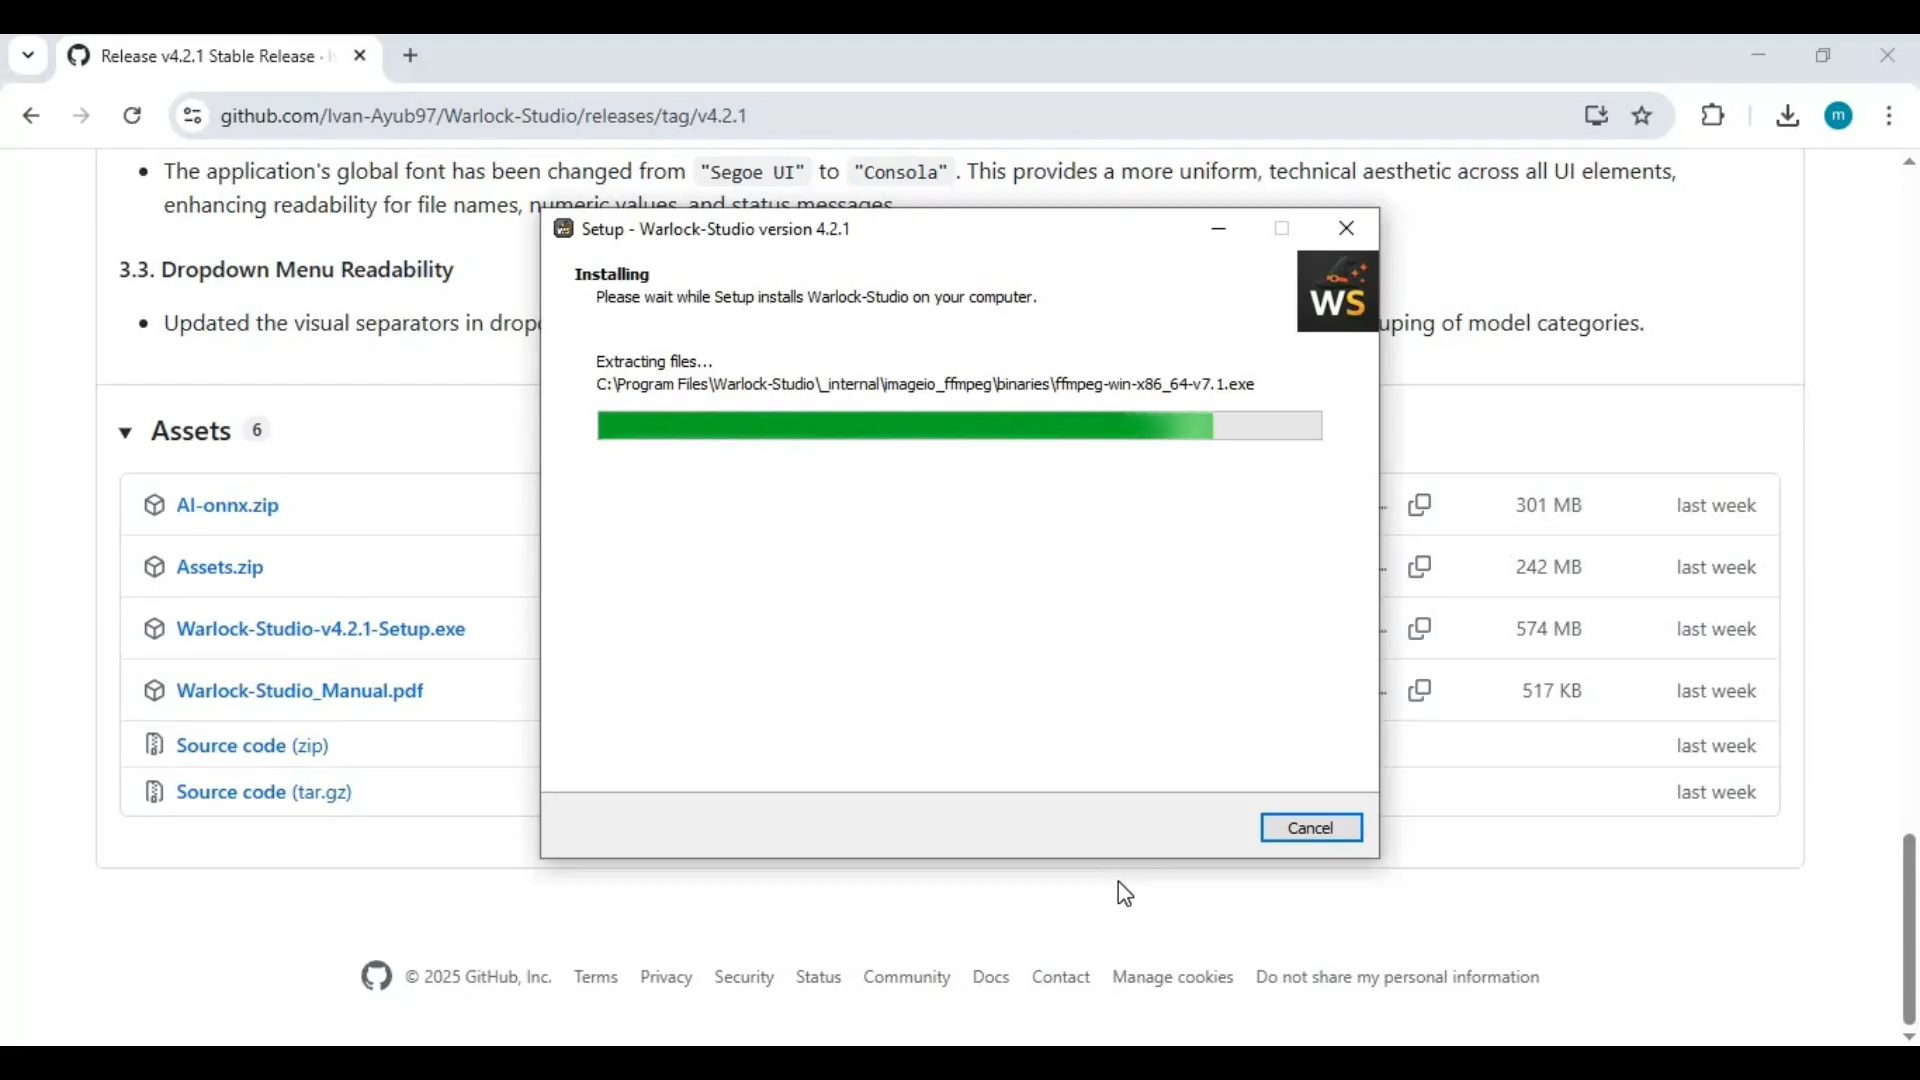 Release v4.2.1 Stable Release ·
github.com/Ivan-Ayub97/Warlock-Studio/releases/tag/v4.2.1
m
The application's global font has been changed from "Segoe UI" to "Consola". This provides a more uniform, technical aesthetic across all UI elements,
enhancing readability for file names, numeric values, and status messages.
3.3. Dropdown Menu Readability
Updated the visual separators in drop
uping of model categories.
Setup - Warlock-Studio version 4.2.1
Installing
Please wait while Setup installs Warlock-Studio on your computer.
WS
Extracting files...
C:\Program Files\Warlock-Studio\_internal\imageio_ffmpeg\binaries\ffmpeg-win-x86_64-v7.1.exe
Cancel
Assets 6
AI-onnx.zip 301 MB last week
Assets.zip 242 MB last week
Warlock-Studio-v4.2.1-Setup.exe 574 MB last week
Warlock-Studio_Manual.pdf 517 KB last week
Source code (zip) last week
Source code (tar.gz) last week
© 2025 GitHub, Inc. Terms Privacy Security Status Community Docs Contact Manage cookies Do not share my personal information